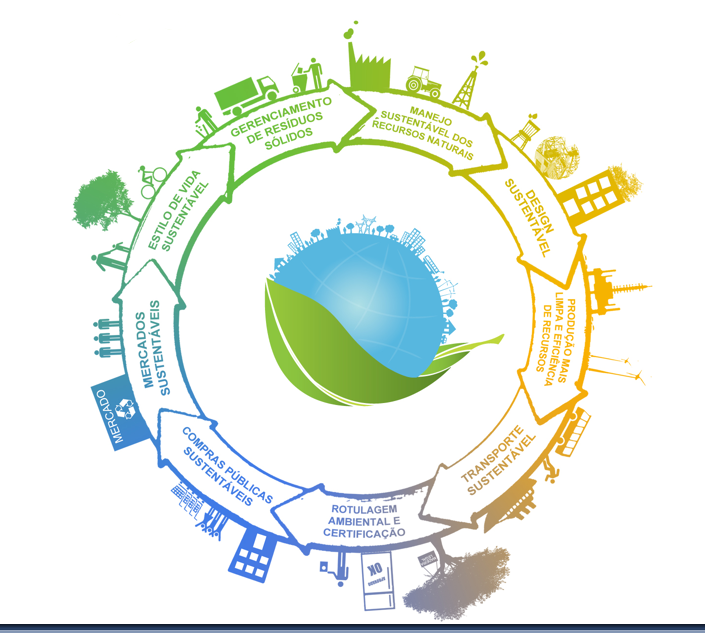 GERENCIAMENTO
DE RESÍDUOS
SÓLIDOS
MANEJO
SUSTENTÁVEL DOS
RECURSOS NATURAIS
DESIGN
SUSTENTÁVEL
PRODUÇÃO MAIS
LIMPA E EFICIÊNCIA
DE RECURSOS
TRANSPORTE
SUSTENTÁVEL
ROTULAGEM
AMBIENTAL E
CERTIFICAÇÃO
OK
COMPRAS PÚBLICAS
SUSTENTÁVEIS
MERCADO
MERCADOS
SUSTENTÁVEIS
ESTILO DE VIDA
SUSTENTÁVEL